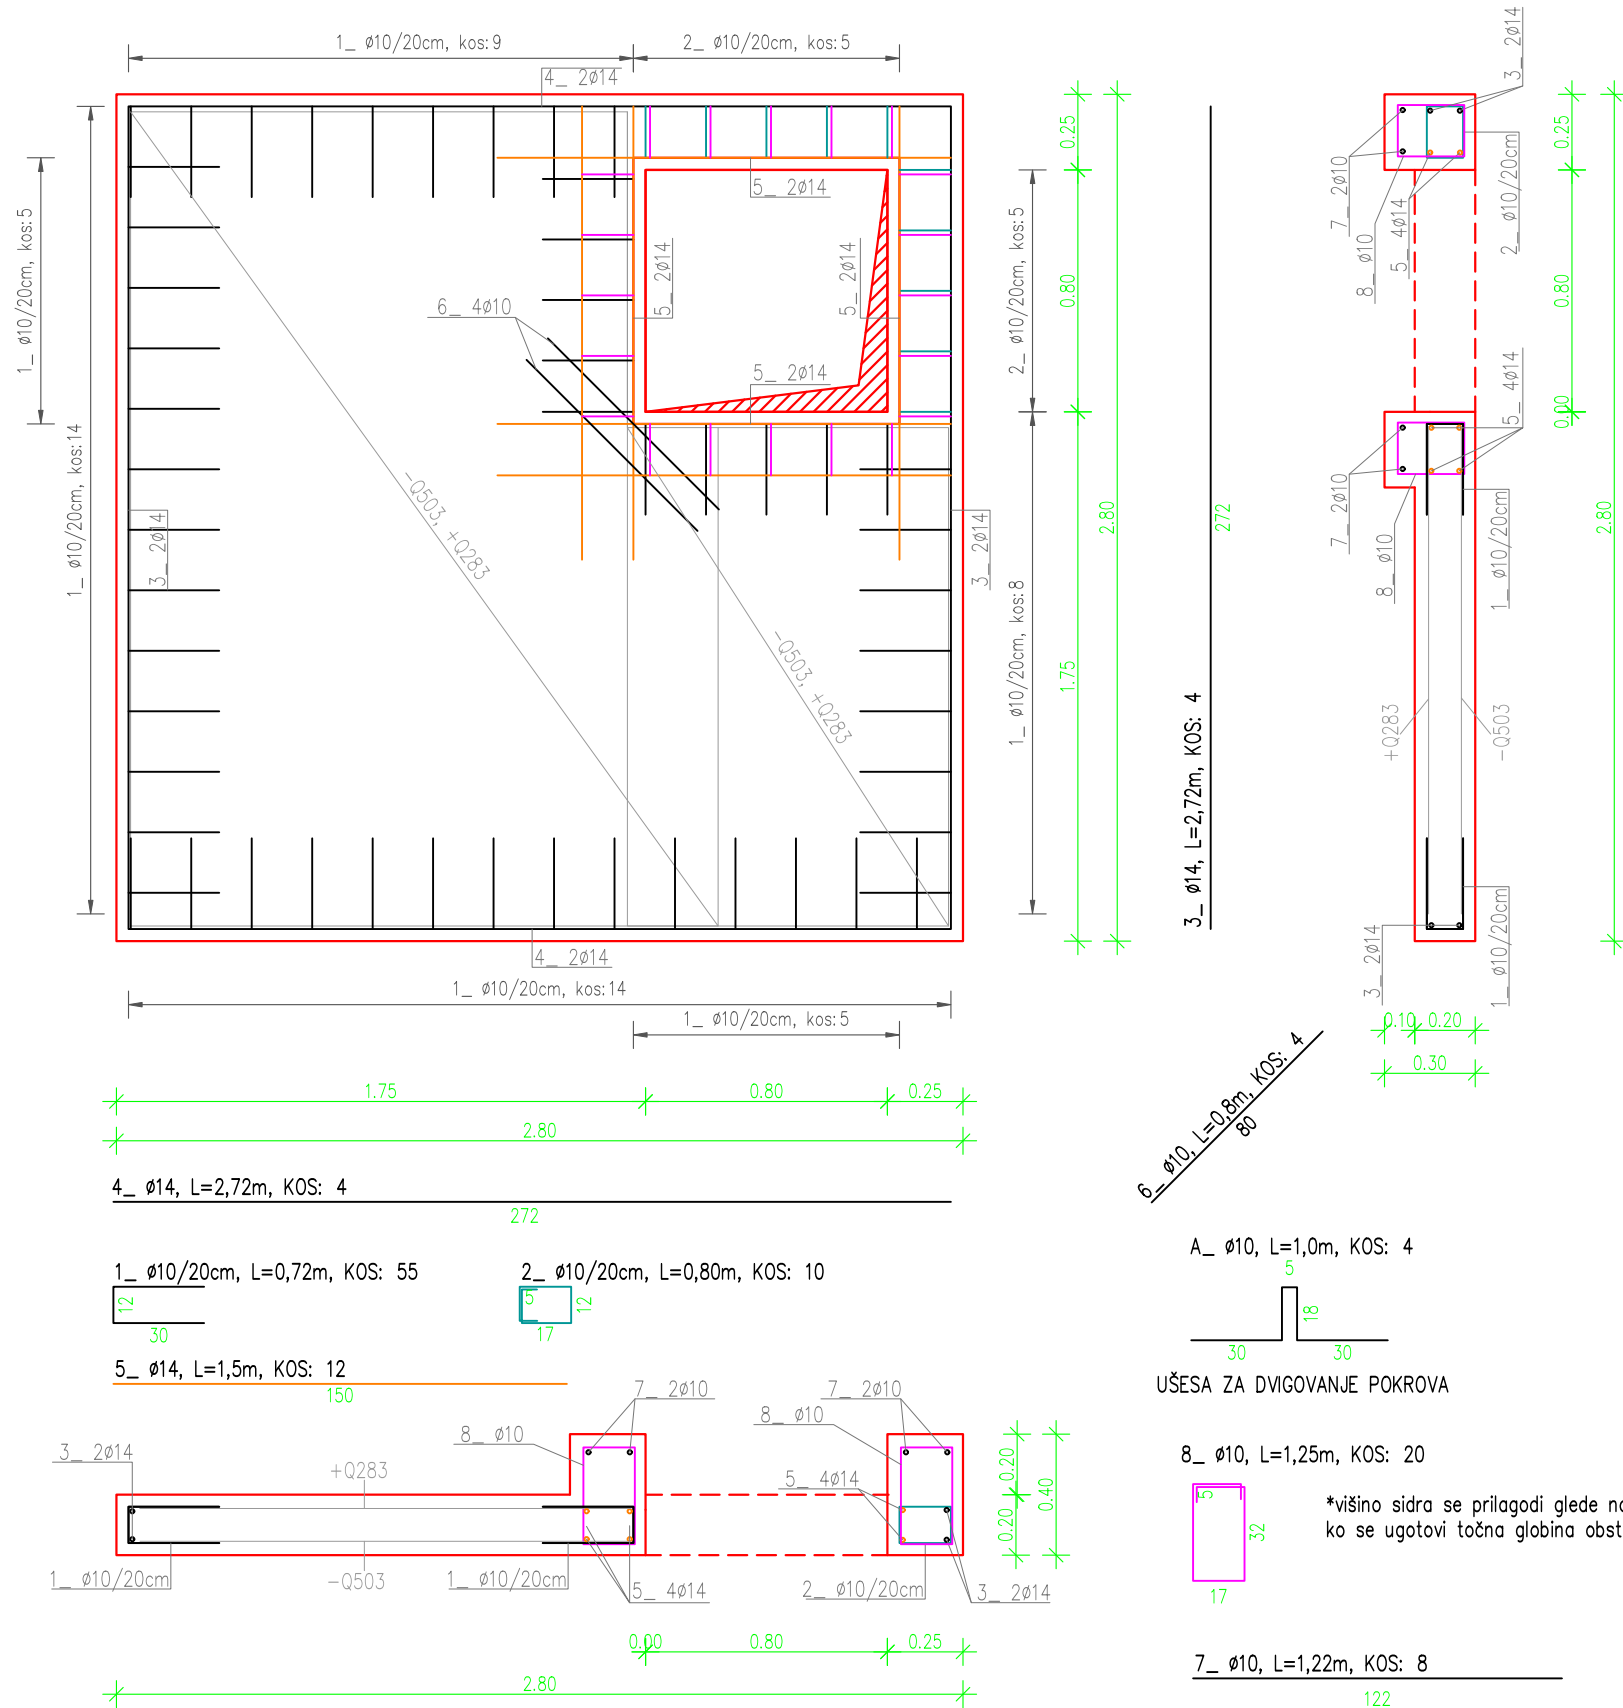 1_ ø10/20cm, kos:9
2_ ø10/20cm, kos:5
4_ 2ø14
3_ 2ø14
0.25
2_ ø10/20cm
7_ 2ø10
8_ ø10
5_ 4ø14
0.25
1_ ø10/20cm, kos:5
5_ 2ø14
5_ 2ø14
5_ 2ø14
5_ 2ø14
2_ ø10/20cm, kos:5
0.80
0.80
6_ 4ø10
5_ 4ø14
0.00
1_ ø10/20cm, kos:14
3_ 2ø14
-Q503, +Q283
-Q503, +Q283
3_ 2ø14
1_ ø10/20cm, kos:8
1.75
2.80
272
3_ ø14, L=2,72m, KOS: 4
7_ 2ø10
8_ ø10
1_ ø10/20cm
2.80
+Q283
-Q503
4_ 2ø14
3_ 2ø14
1_ ø10/20cm
1_ ø10/20cm, kos:14
1_ ø10/20cm, kos:5
0.10
0.20
0.30
1.75
0.80
0.25
2.80
6_ ø10, L=0,8m, KOS: 4
80
4_ ø14, L=2,72m, KOS: 4
272
A_ ø10, L=1,0m, KOS: 4
5
18
30
30
UŠESA ZA DVIGOVANJE POKROVA
1_ ø10/20cm, L=0,72m, KOS: 55
12
30
2_ ø10/20cm, L=0,80m, KOS: 10
5
12
17
5_ ø14, L=1,5m, KOS: 12
150
7_ 2ø10
7_ 2ø10
8_ ø10
8_ ø10
3_ 2ø14
+Q283
5_ 4ø14
0.20
0.40
0.20
8_ ø10, L=1,25m, KOS: 20
5
32
17
*višino sidra se prilagodi glede
ko se ugotovi točna globina
1_ ø10/20cm
-Q503
1_ ø10/20cm
5_ 4ø14
2_ ø10/20cm
3_ 2ø14
0.00
0.80
0.25
2.80
7_ ø10, L=1,22m, KOS: 8
122